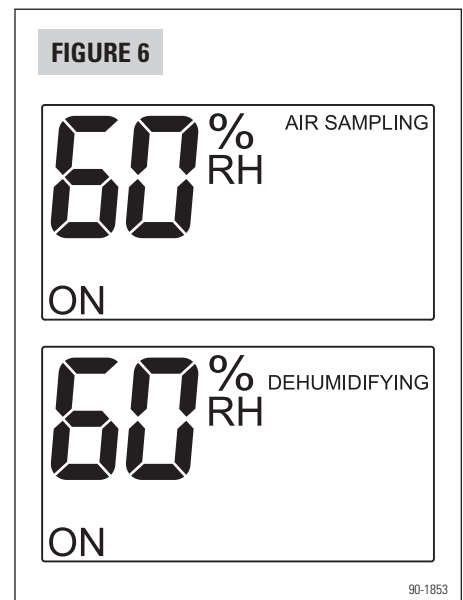 FIGURE 6
60% RH AIR SAMPLING
ON
60% RH DEHUMIDIFYING
ON
90-1853